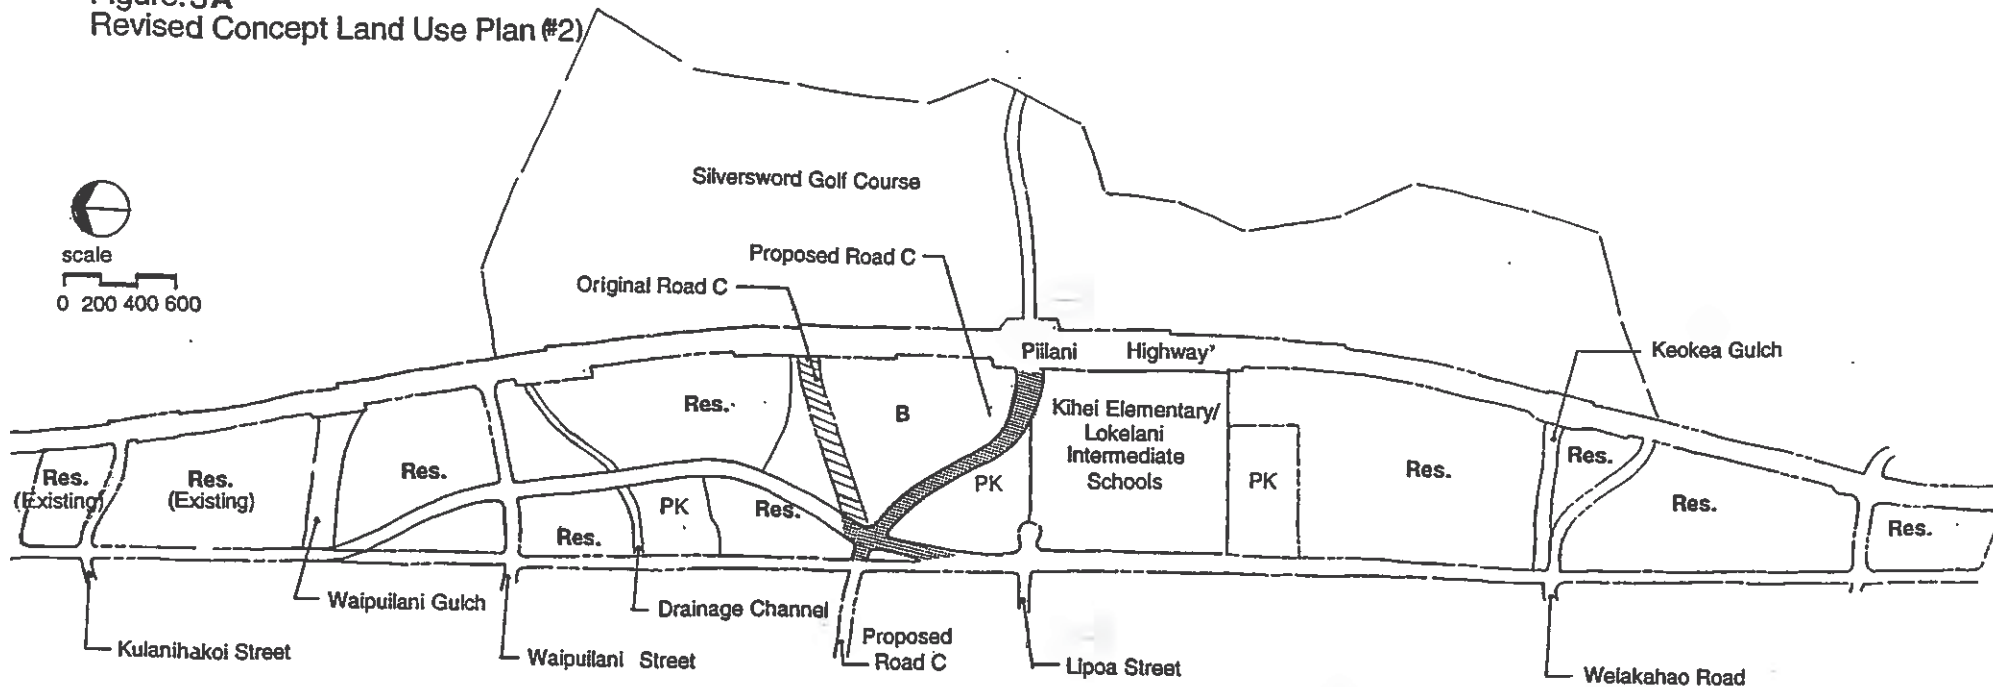 Figure: 3A
Revised Concept Land Use Plan (#2)
Silversword Golf Course
scale
0 200 400 600
Proposed Road C
Original Road C
Piilani Highway
Keokea Gulch
Res.
(Existing)
Res.
(Existing)
Res.
Res.
B
Kihei Elementary/
Lokelani
Intermediate
Schools
PK
PK
Res.
Res.
Res.
Res.
Res.
PK
Res.
Waipuilani Gulch
Drainage Channel
Kulanihakoi Street
Waipuilani Street
Proposed
Road C
Lipoa Street
Welakahao Road